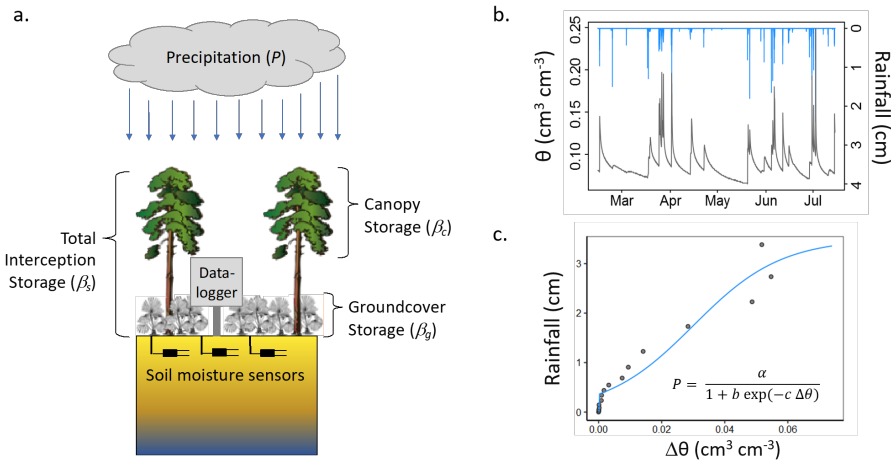 a.
Precipitation (P)
Total
Interception
Storage (βs)
Canopy
Storage (βc)
Data-
logger
Groundcover
Storage (βg)
Soil moisture sensors
b.
θ (cm³ cm⁻³)
0.25
0.20
0.15
0.10
Mar Apr May Jun Jul
0
1
2
3
4
Rainfall (cm)
c.
Rainfall (cm)
3
2
1
0
P = α / 1 + b exp(−c Δθ)
0.00 0.02 0.04 0.06
Δθ (cm³ cm⁻³)